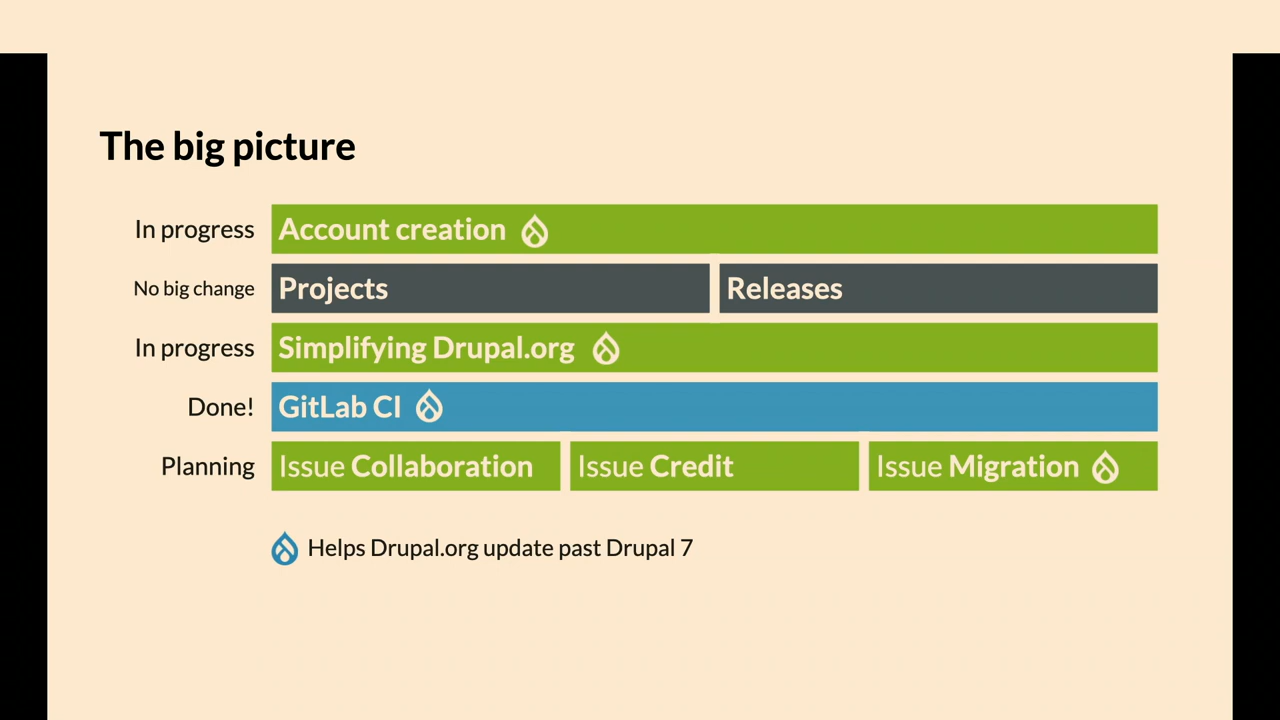 The big picture
In progress Account creation
No big change Projects Releases
In progress Simplifying Drupal.org
Done! GitLab CI
Planning Issue Collaboration Issue Credit Issue Migration
Helps Drupal.org update past Drupal 7